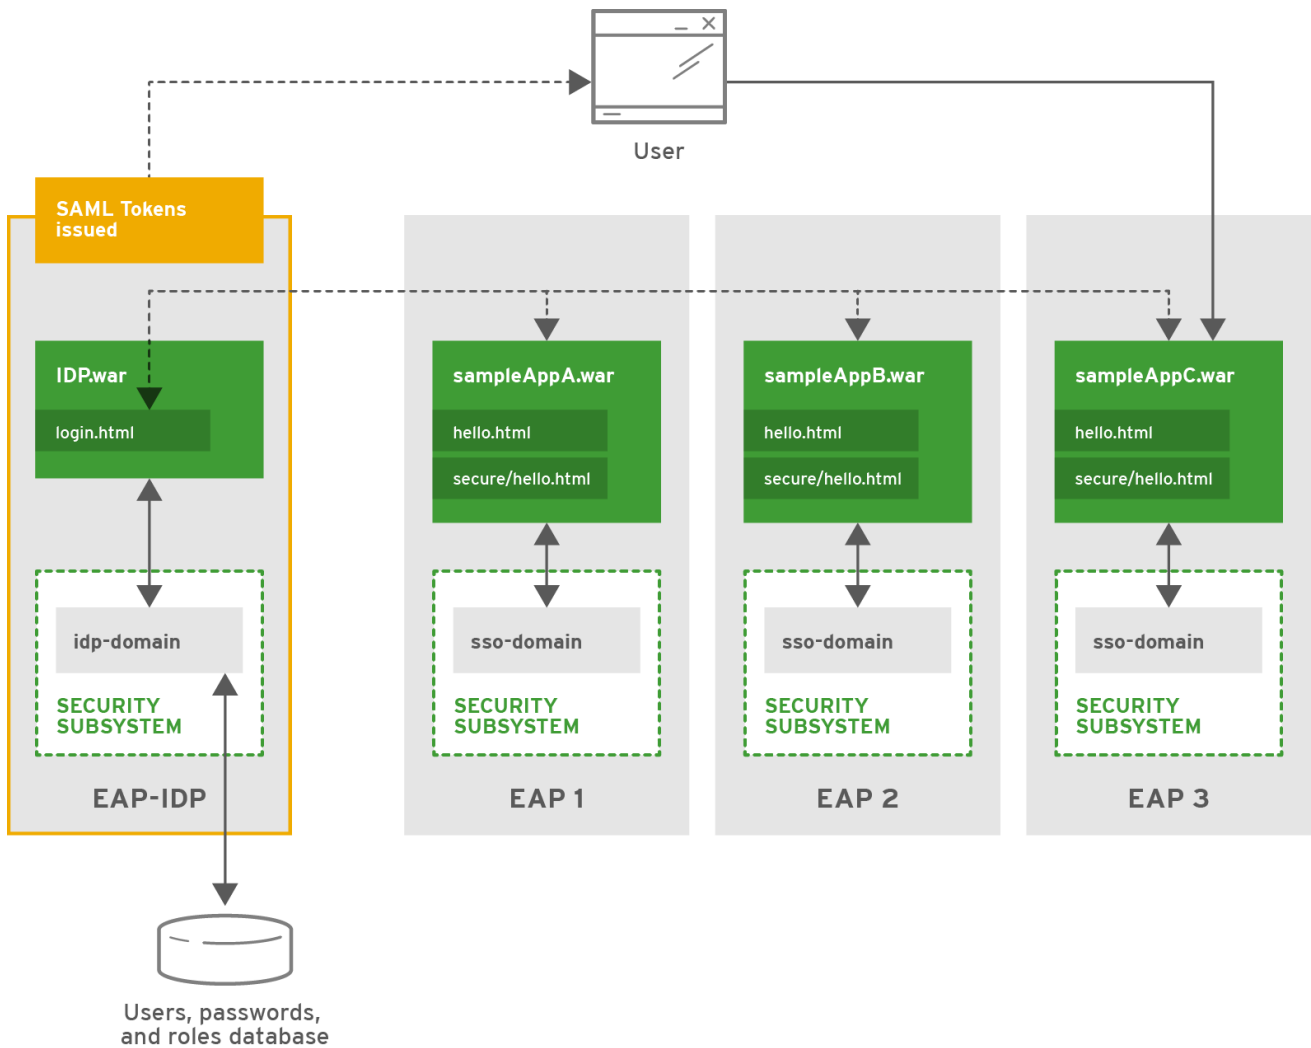 User
SAML Tokens
issued
IDP.war
login.html
idp-domain
SECURITY
SUBSYSTEM
EAP-IDP
Users, passwords,
and roles database
sampleAppA.war
hello.html
secure/hello.html
sso-domain
SECURITY
SUBSYSTEM
EAP 1
sampleAppB.war
hello.html
secure/hello.html
sso-domain
SECURITY
SUBSYSTEM
EAP 2
sampleAppC.war
hello.html
secure/hello.html
sso-domain
SECURITY
SUBSYSTEM
EAP 3